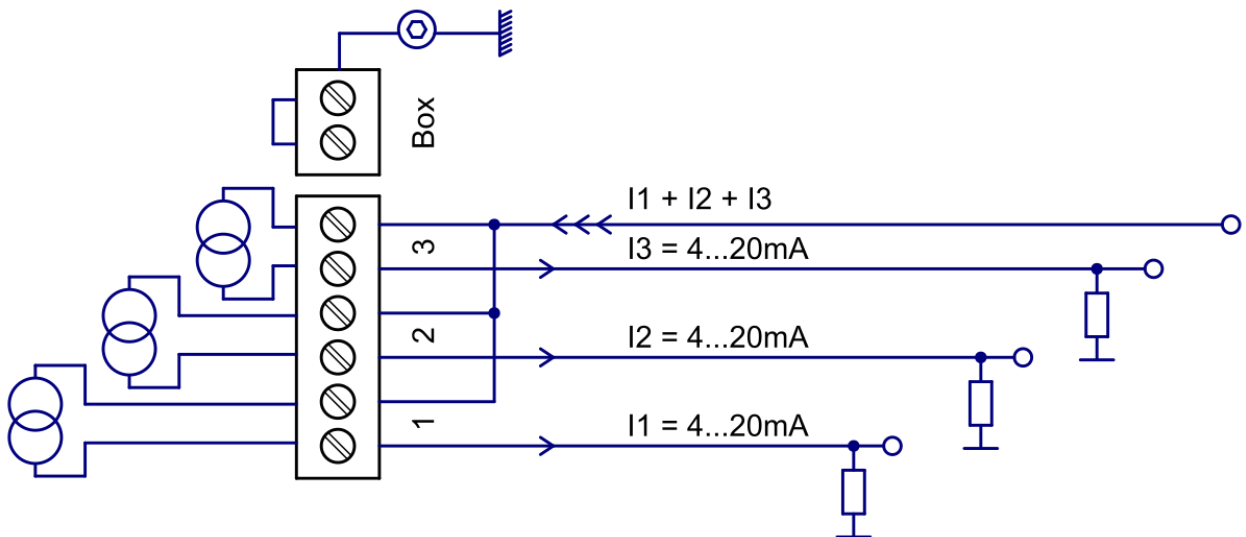 Box
I1 + I2 + I3
3
I3 = 4...20mA
2
I2 = 4...20mA
1
I1 = 4...20mA